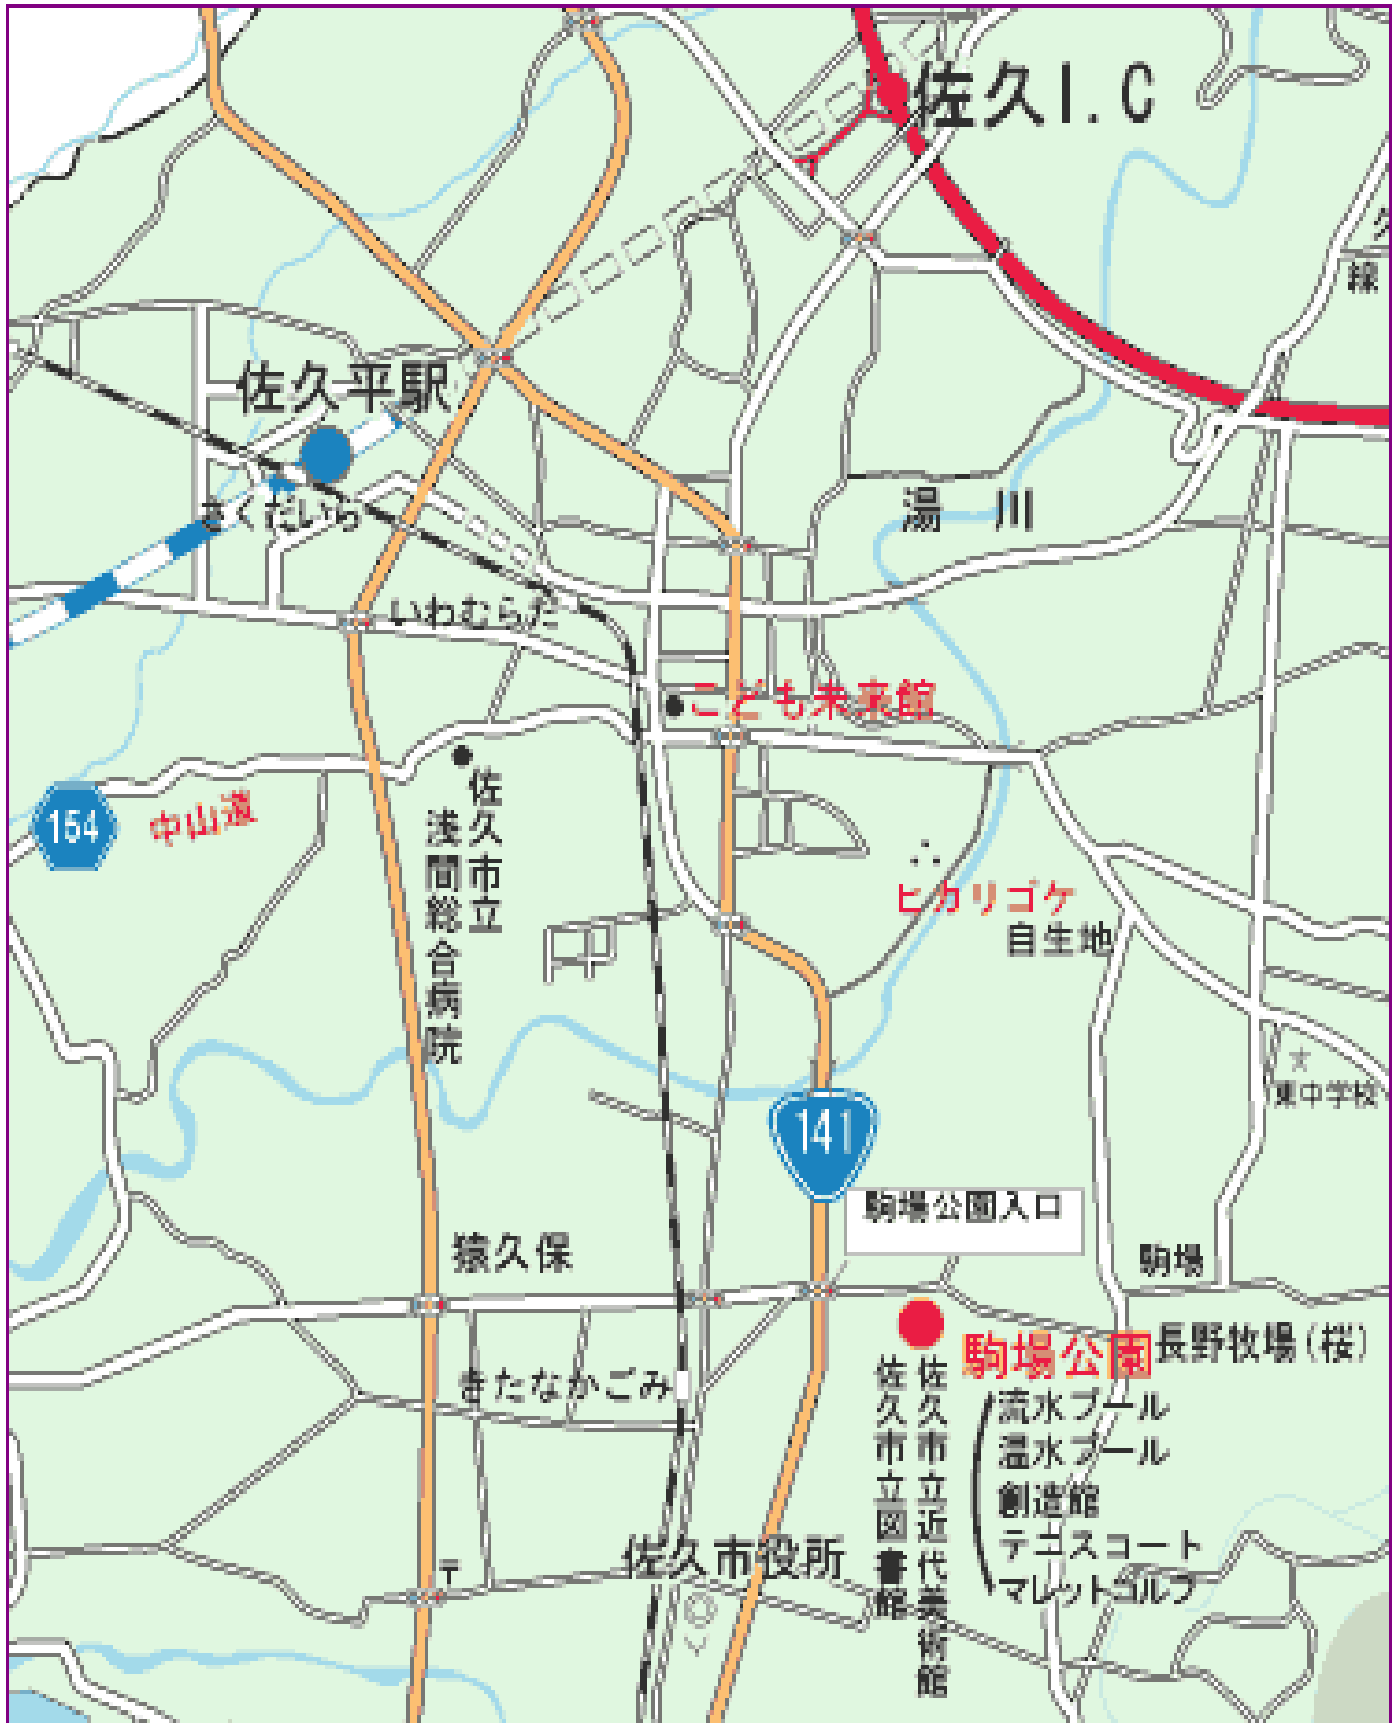 佐久I.C
久
線
佐久平駅
さくだいら
湯川
いわむらだ
こども未来館
154
中山道
佐久市立
浅間総合病院
ヒカリゴケ
自生地
東中学校
141
駒場公園入口
猿久保
駒場
駒場公園
長野牧場(桜)
きたなかごみ
佐久市立近代美術館
佐久市立図書館
流水プール
温水プール
創造館
テニスコート
マレットゴルフ
佐久市役所
〒